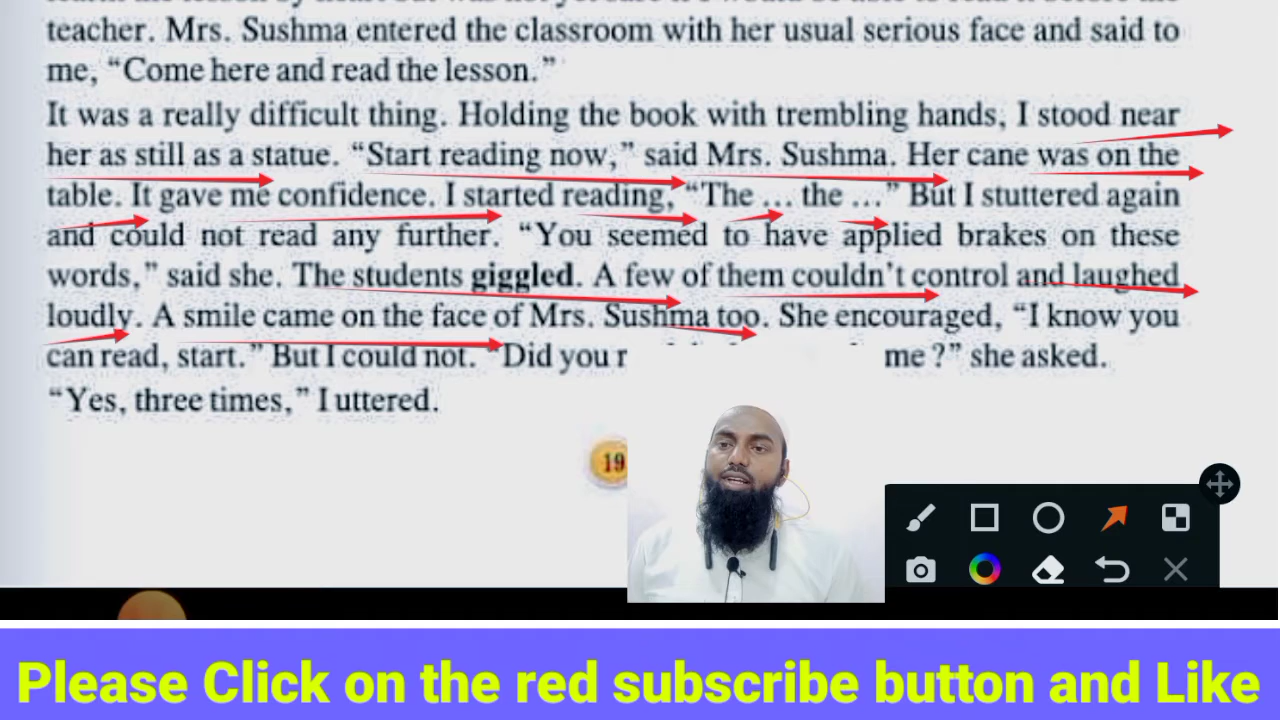 teacher. Mrs. Sushma entered the classroom with her usual serious face and said to
me, “Come here and read the lesson.”
It was a really difficult thing. Holding the book with trembling hands, I stood near
her as still as a statue. “Start reading now,” said Mrs. Sushma. Her cane was on the
table. It gave me confidence. I started reading, “The ... the ...” But I stuttered again
and could not read any further. “You seemed to have applied brakes on these
words,” said she. The students giggled. A few of them couldn’t control and laughed
loudly. A smile came on the face of Mrs. Sushma too. She encouraged, “I know you
can read, start.” But I could not. “Did you me ?” she asked.
“Yes, three times,” I uttered.
19
Please Click on the red subscribe button and Like